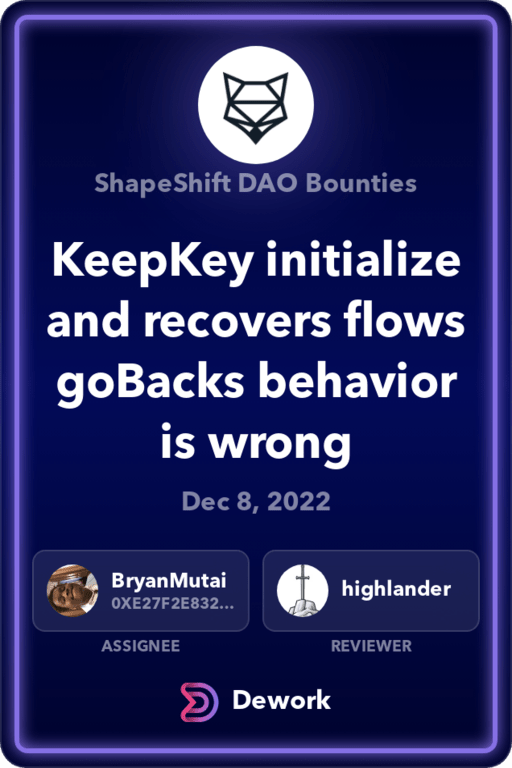 ShapeShift DAO Bounties
KeepKey initialize
and recovers flows
goBacks behavior
is wrong
Dec 8, 2022
BryanMutai
0XE27F2E832...
highlander
ASSIGNEE
REVIEWER
Dework